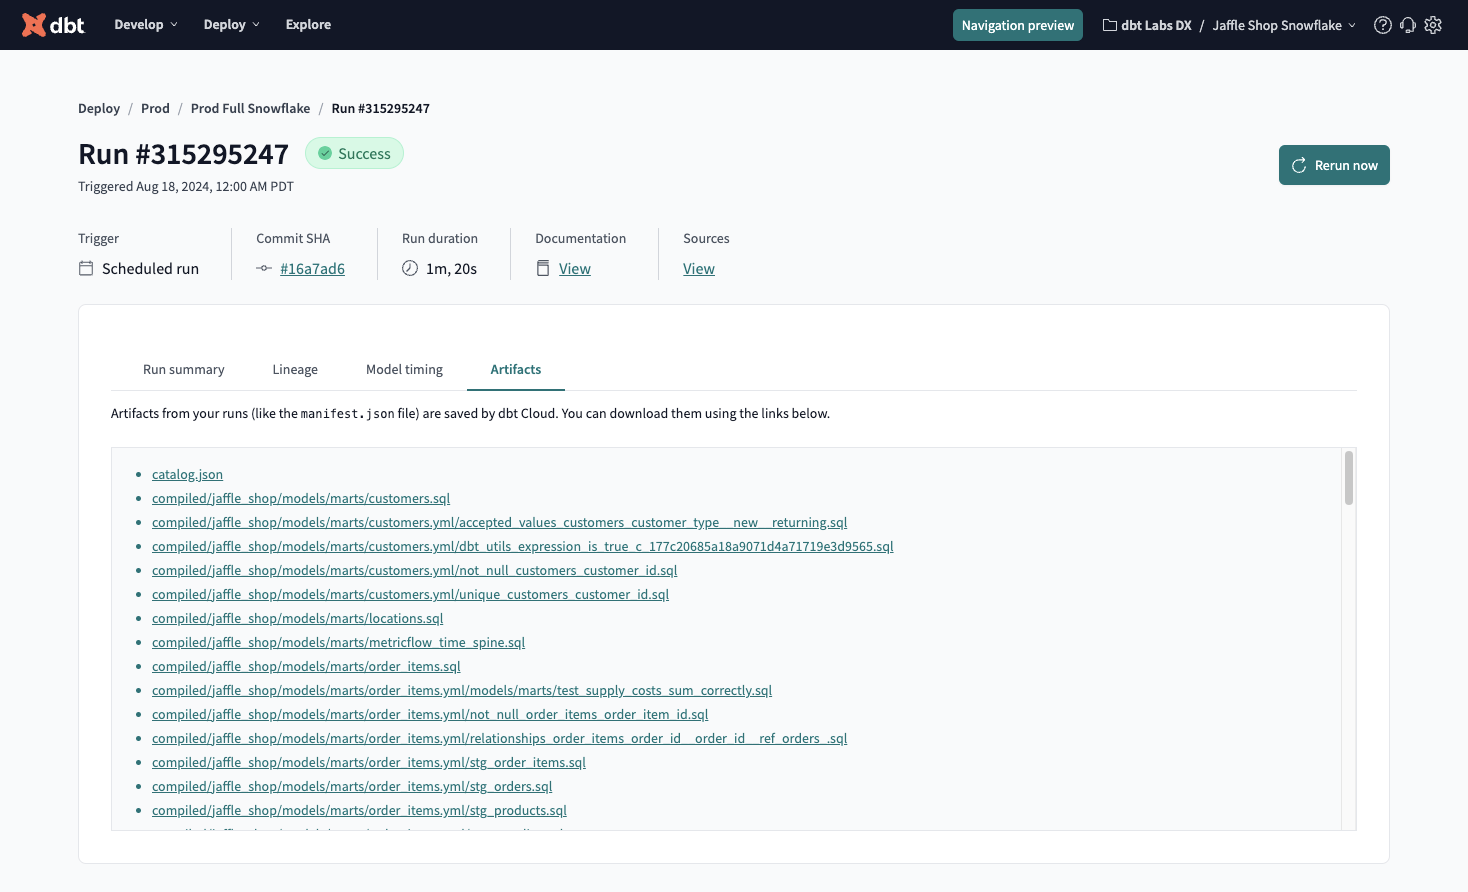 dbt Develop Deploy Explore Navigation preview dbt Labs DX / Jaffle Shop Snowflake
Deploy / Prod / Prod Full Snowflake / Run #315295247
Run #315295247 Success
Triggered Aug 18, 2024, 12:00 AM PDT
Rerun now
Trigger Commit SHA Run duration Documentation Sources
Scheduled run #16a7ad6 1m, 20s View View
Run summary Lineage Model timing Artifacts
Artifacts from your runs (like the manifest.json file) are saved by dbt Cloud. You can download them using the links below.
catalog.json
compiled/jaffle_shop/models/marts/customers.sql
compiled/jaffle_shop/models/marts/customers.yml/accepted_values_customers_customer_type__new__returning.sql
compiled/jaffle_shop/models/marts/customers.yml/dbt_utils_expression_is_true_c_177c20685a18a9071d4a71719e3d9565.sql
compiled/jaffle_shop/models/marts/customers.yml/not_null_customers_customer_id.sql
compiled/jaffle_shop/models/marts/customers.yml/unique_customers_customer_id.sql
compiled/jaffle_shop/models/marts/locations.sql
compiled/jaffle_shop/models/marts/metricflow_time_spine.sql
compiled/jaffle_shop/models/marts/order_items.sql
compiled/jaffle_shop/models/marts/order_items.yml/models/marts/test_supply_costs_sum_correctly.sql
compiled/jaffle_shop/models/marts/order_items.yml/not_null_order_items_order_item_id.sql
compiled/jaffle_shop/models/marts/order_items.yml/relationships_order_items_order_id__order_id__ref_orders_.sql
compiled/jaffle_shop/models/marts/order_items.yml/stg_order_items.sql
compiled/jaffle_shop/models/marts/order_items.yml/stg_orders.sql
compiled/jaffle_shop/models/marts/order_items.yml/stg_products.sql